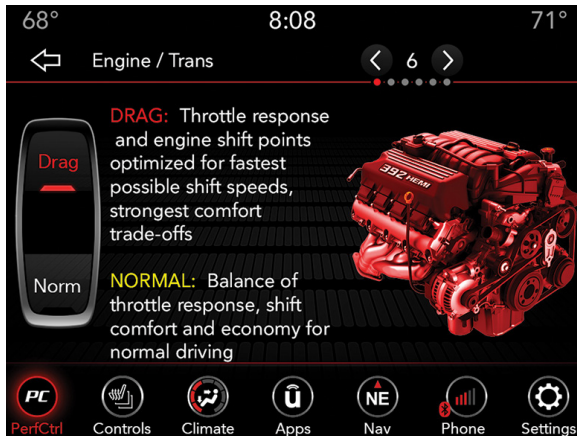 68° 8:08 71°
Engine / Trans 6
DRAG: Throttle response
and engine shift points
optimized for fastest
possible shift speeds,
strongest comfort
trade-offs
Drag
392 HEMI
Norm
NORMAL: Balance of
throttle response, shift
comfort and economy for
normal driving
PC û NE
PerfCtrl Controls Climate Apps Nav Phone Settings